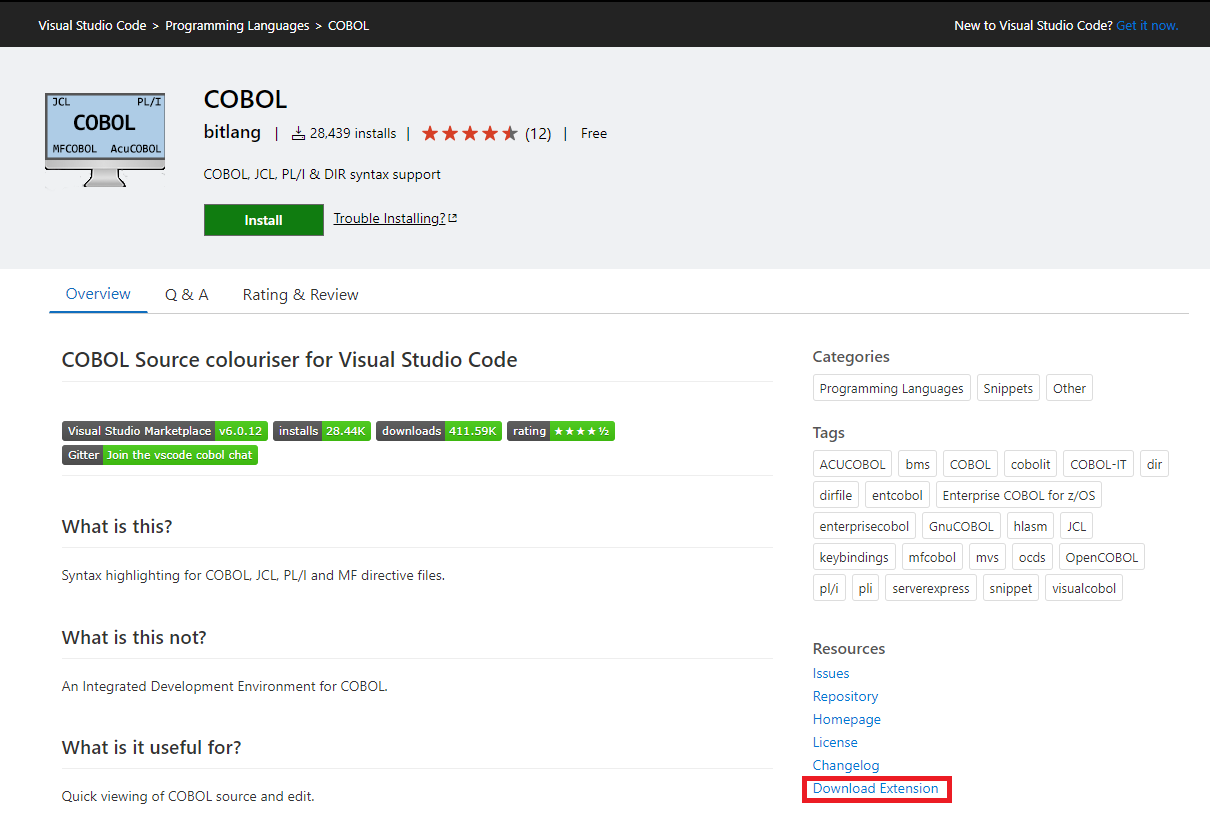 Visual Studio Code > Programming Languages > COBOL
New to Visual Studio Code? Get it now.
JCL PL/I
COBOL
MFCOBOL AcuCOBOL
COBOL
bitlang | 28,439 installs | (12) | Free
COBOL, JCL, PL/I & DIR syntax support
Install Trouble Installing?
Overview Q & A Rating & Review
COBOL Source colouriser for Visual Studio Code
Visual Studio Marketplace v6.0.12 installs 28.44K downloads 411.59K rating ★★★★½
Gitter Join the vscode cobol chat
What is this?
Syntax highlighting for COBOL, JCL, PL/I and MF directive files.
What is this not?
An Integrated Development Environment for COBOL.
What is it useful for?
Quick viewing of COBOL source and edit.
Categories
Programming Languages Snippets Other
Tags
ACUCOBOL bms COBOL cobolit COBOL-IT dir
dirfile entcobol Enterprise COBOL for z/OS
enterprisecobol GnuCOBOL hlasm JCL
keybindings mfcobol mvs ocds OpenCOBOL
pl/i pli serverexpress snippet visualcobol
Resources
Issues
Repository
Homepage
License
Changelog
Download Extension